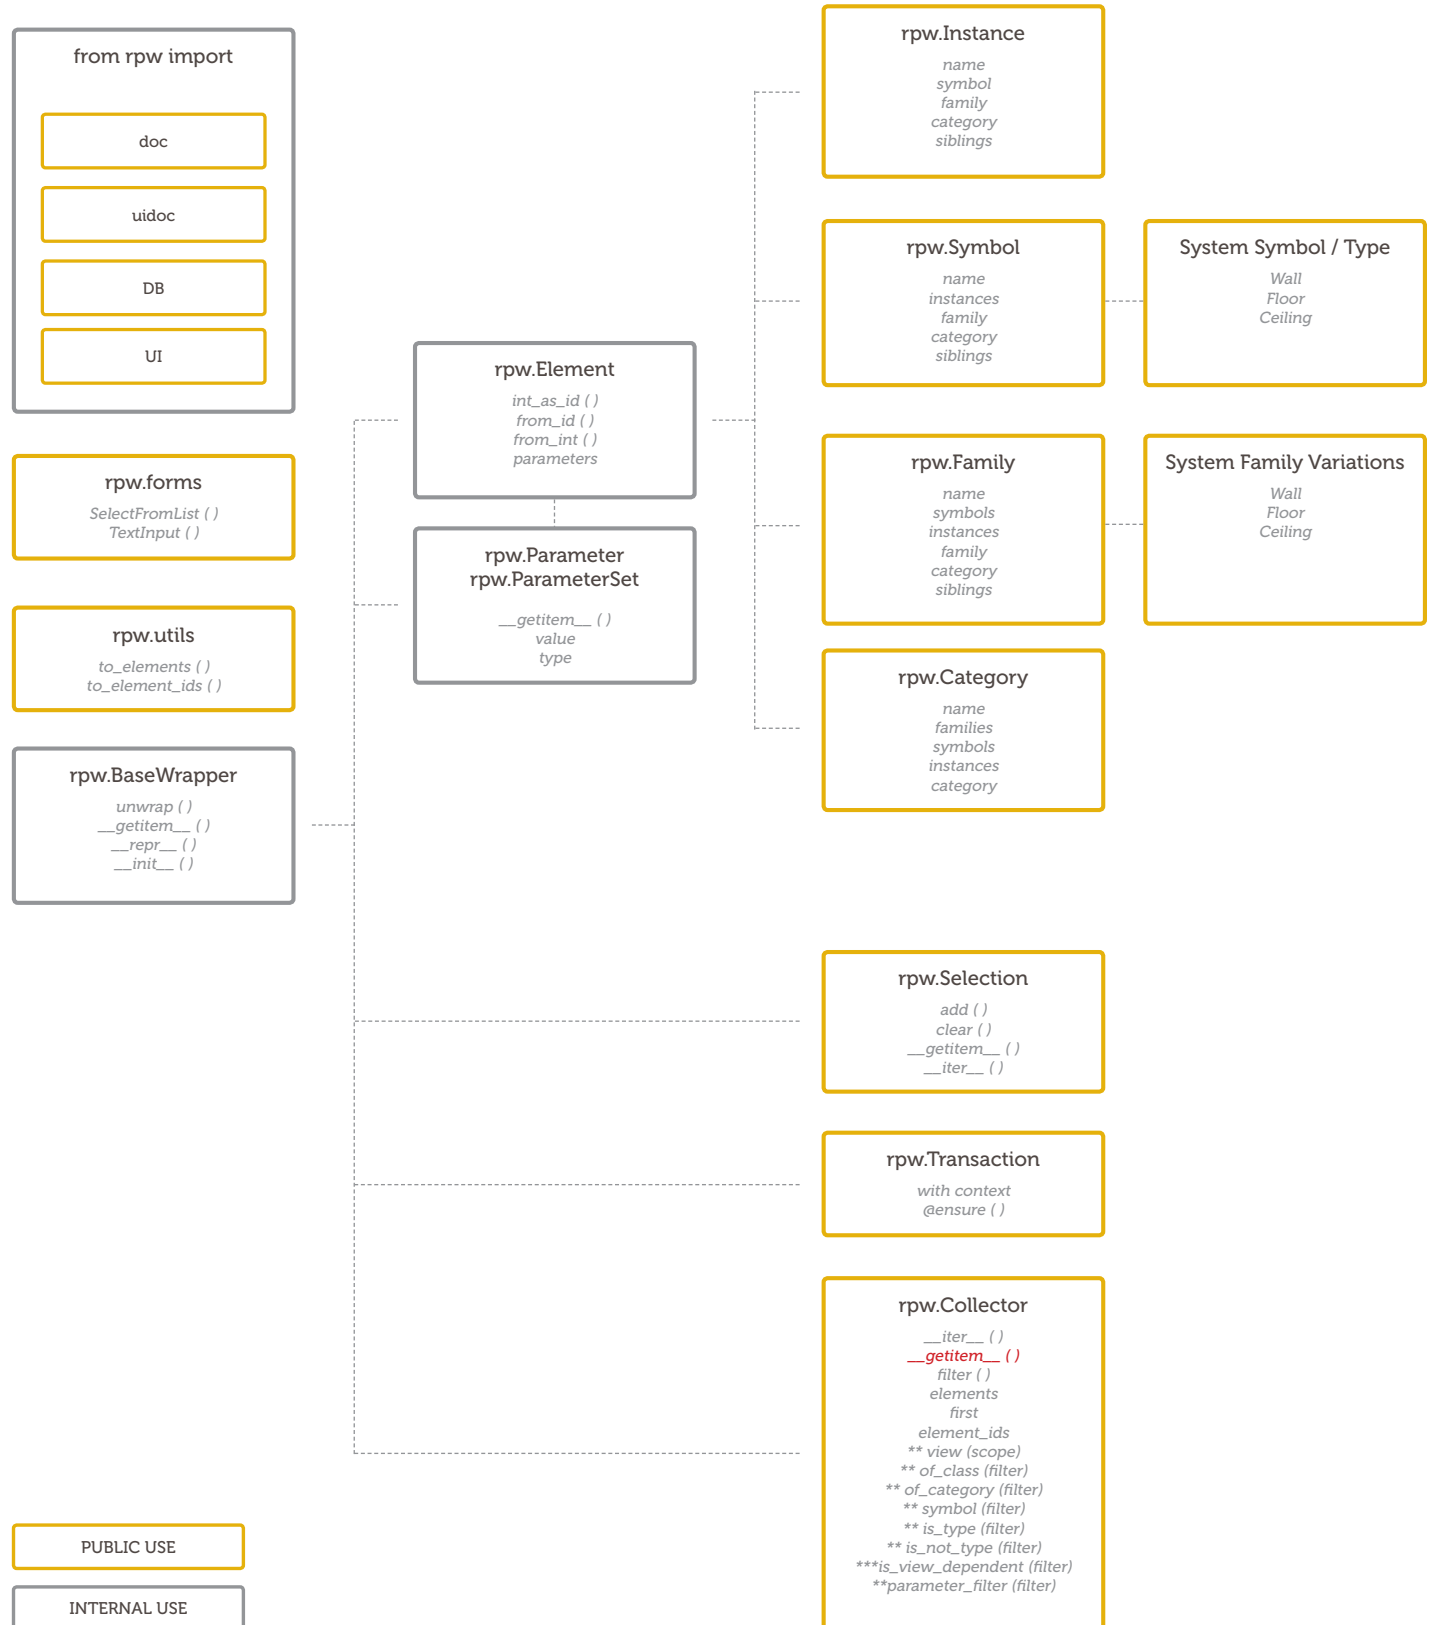 from rpw import
doc
uidoc
DB
UI
rpw.forms
SelectFromList ( )
TextInput ( )
rpw.utils
to_elements ( )
to_element_ids ( )
rpw.BaseWrapper
unwrap ( )
__getitem__ ( )
__repr__ ( )
__init__ ( )
PUBLIC USE
INTERNAL USE
rpw.Element
int_as_id ( )
from_id ( )
from_int ( )
parameters
rpw.Parameter
rpw.ParameterSet
__getitem__ ( )
value
type
rpw.Instance
name
symbol
family
category
siblings
rpw.Symbol
name
instances
family
category
siblings
System Symbol / Type
Wall
Floor
Ceiling
rpw.Family
name
symbols
instances
family
category
siblings
System Family Variations
Wall
Floor
Ceiling
rpw.Category
name
families
symbols
instances
category
rpw.Selection
add ( )
clear ( )
__getitem__ ( )
__iter__ ( )
rpw.Transaction
with context
@ensure ( )
rpw.Collector
__iter__ ( )
__getitem__ ( )
filter ( )
elements
first
element_ids
** view (scope)
** of_class (filter)
** of_category (filter)
** symbol (filter)
** is_type (filter)
** is_not_type (filter)
***is_view_dependent (filter)
**parameter_filter (filter)